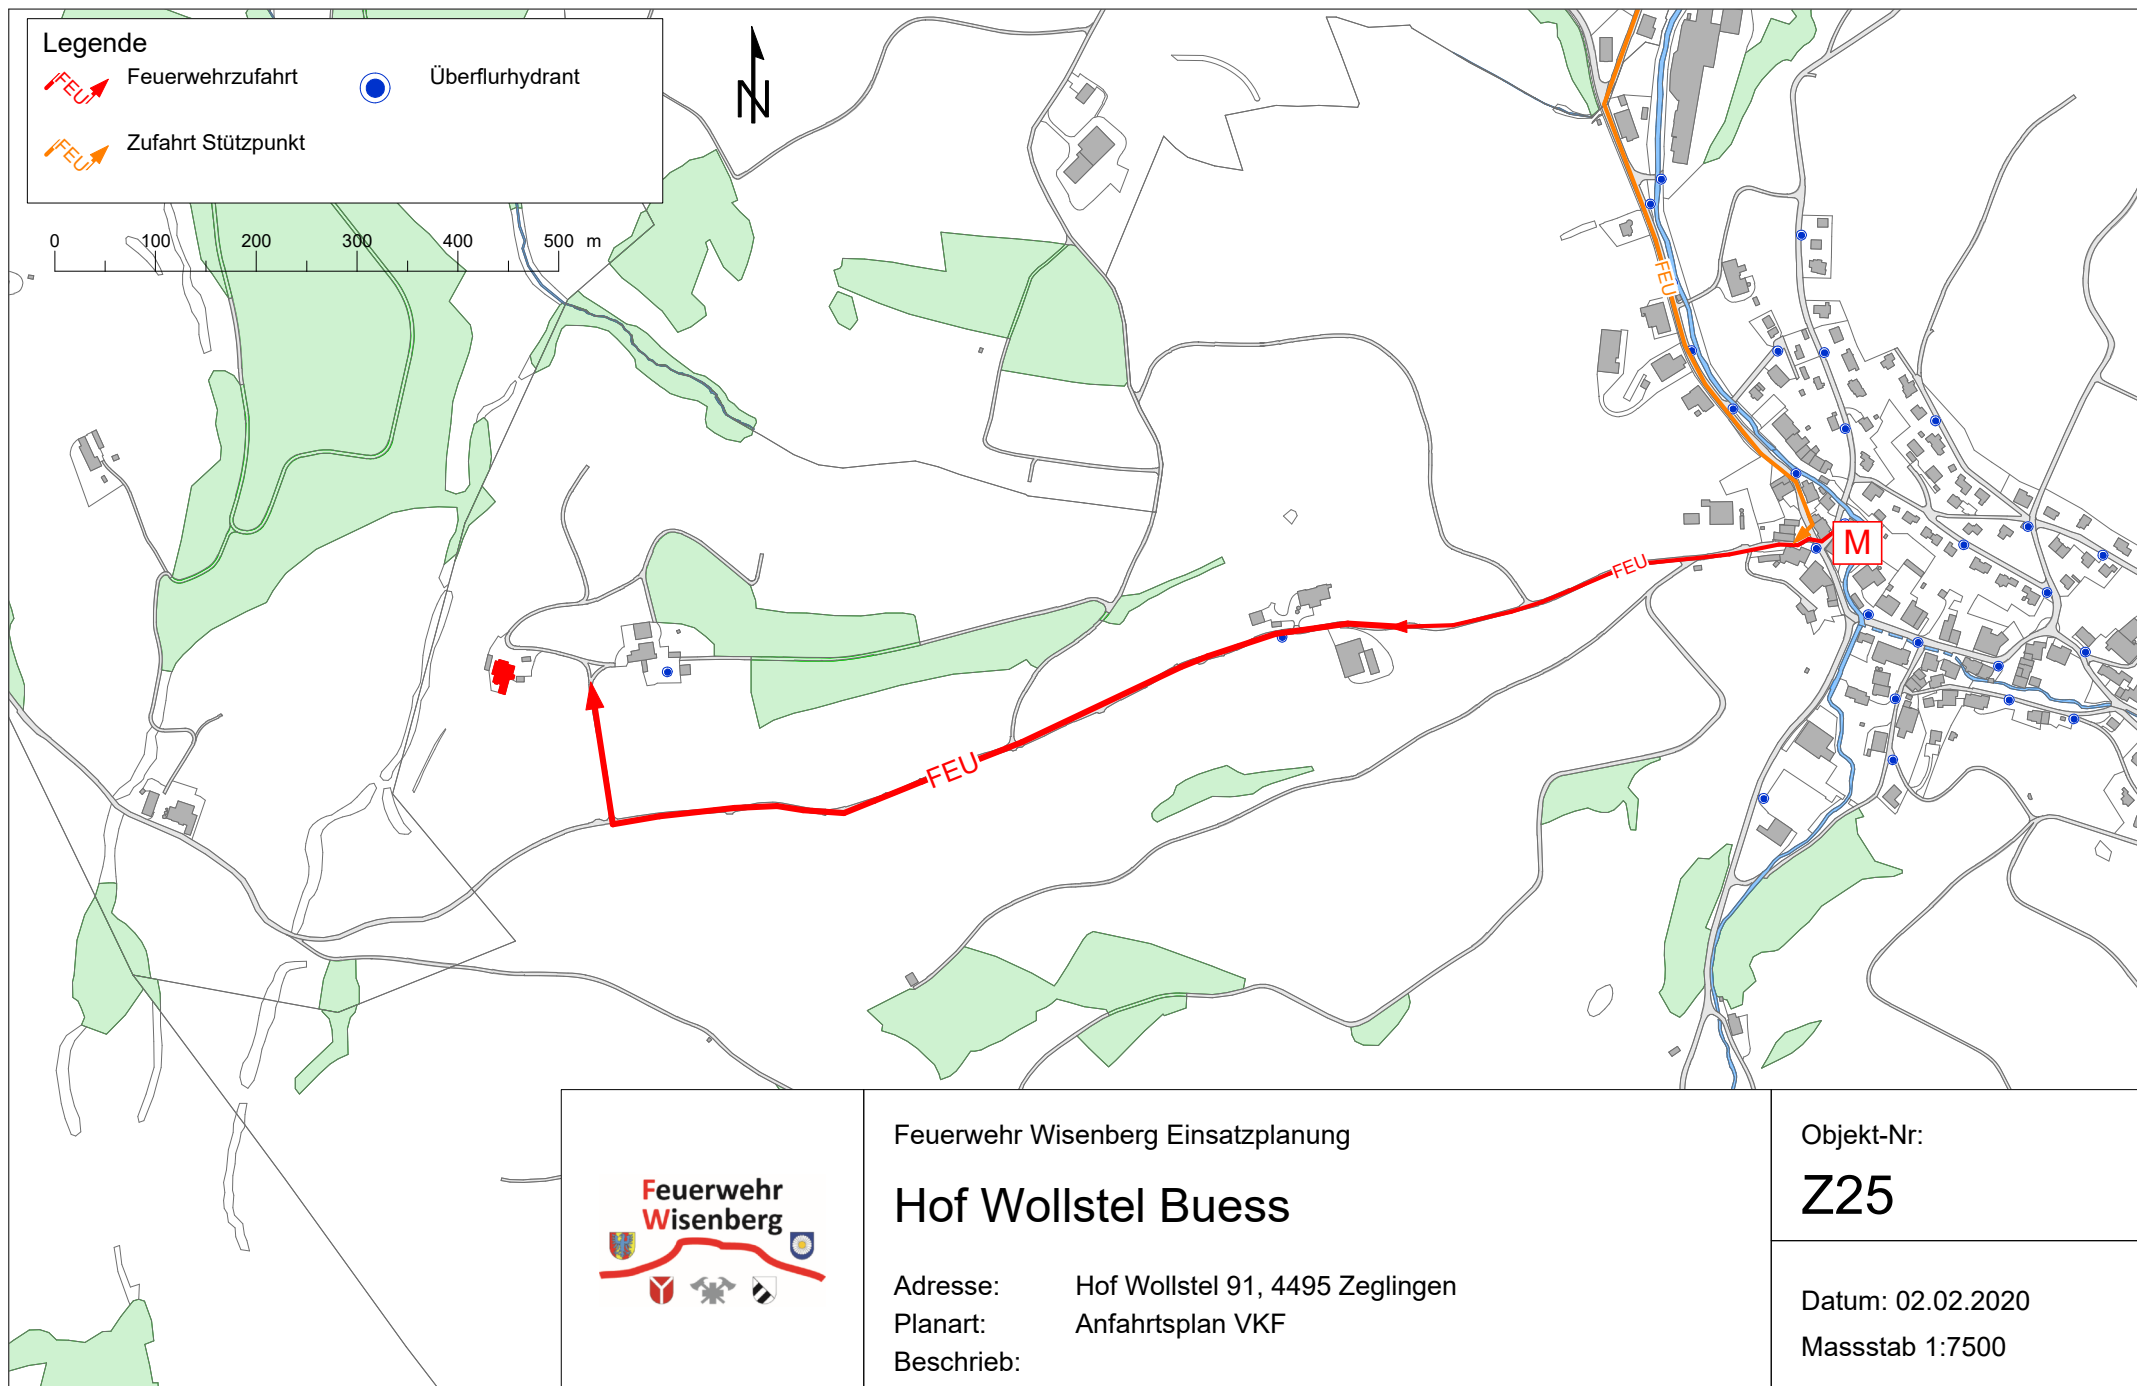 Legende
FEU Feuerwehrzufahrt Überflurhydrant
FEU Zufahrt Stützpunkt
N
0 100 200 300 400 500 m
FEU
M
FEU
FEU
Feuerwehr
Wisenberg
Feuerwehr Wisenberg Einsatzplanung
Hof Wollstel Buess
Adresse: Hof Wollstel 91, 4495 Zeglingen
Planart: Anfahrtsplan VKF
Beschrieb:
Objekt-Nr:
Z25
Datum: 02.02.2020
Massstab 1:7500